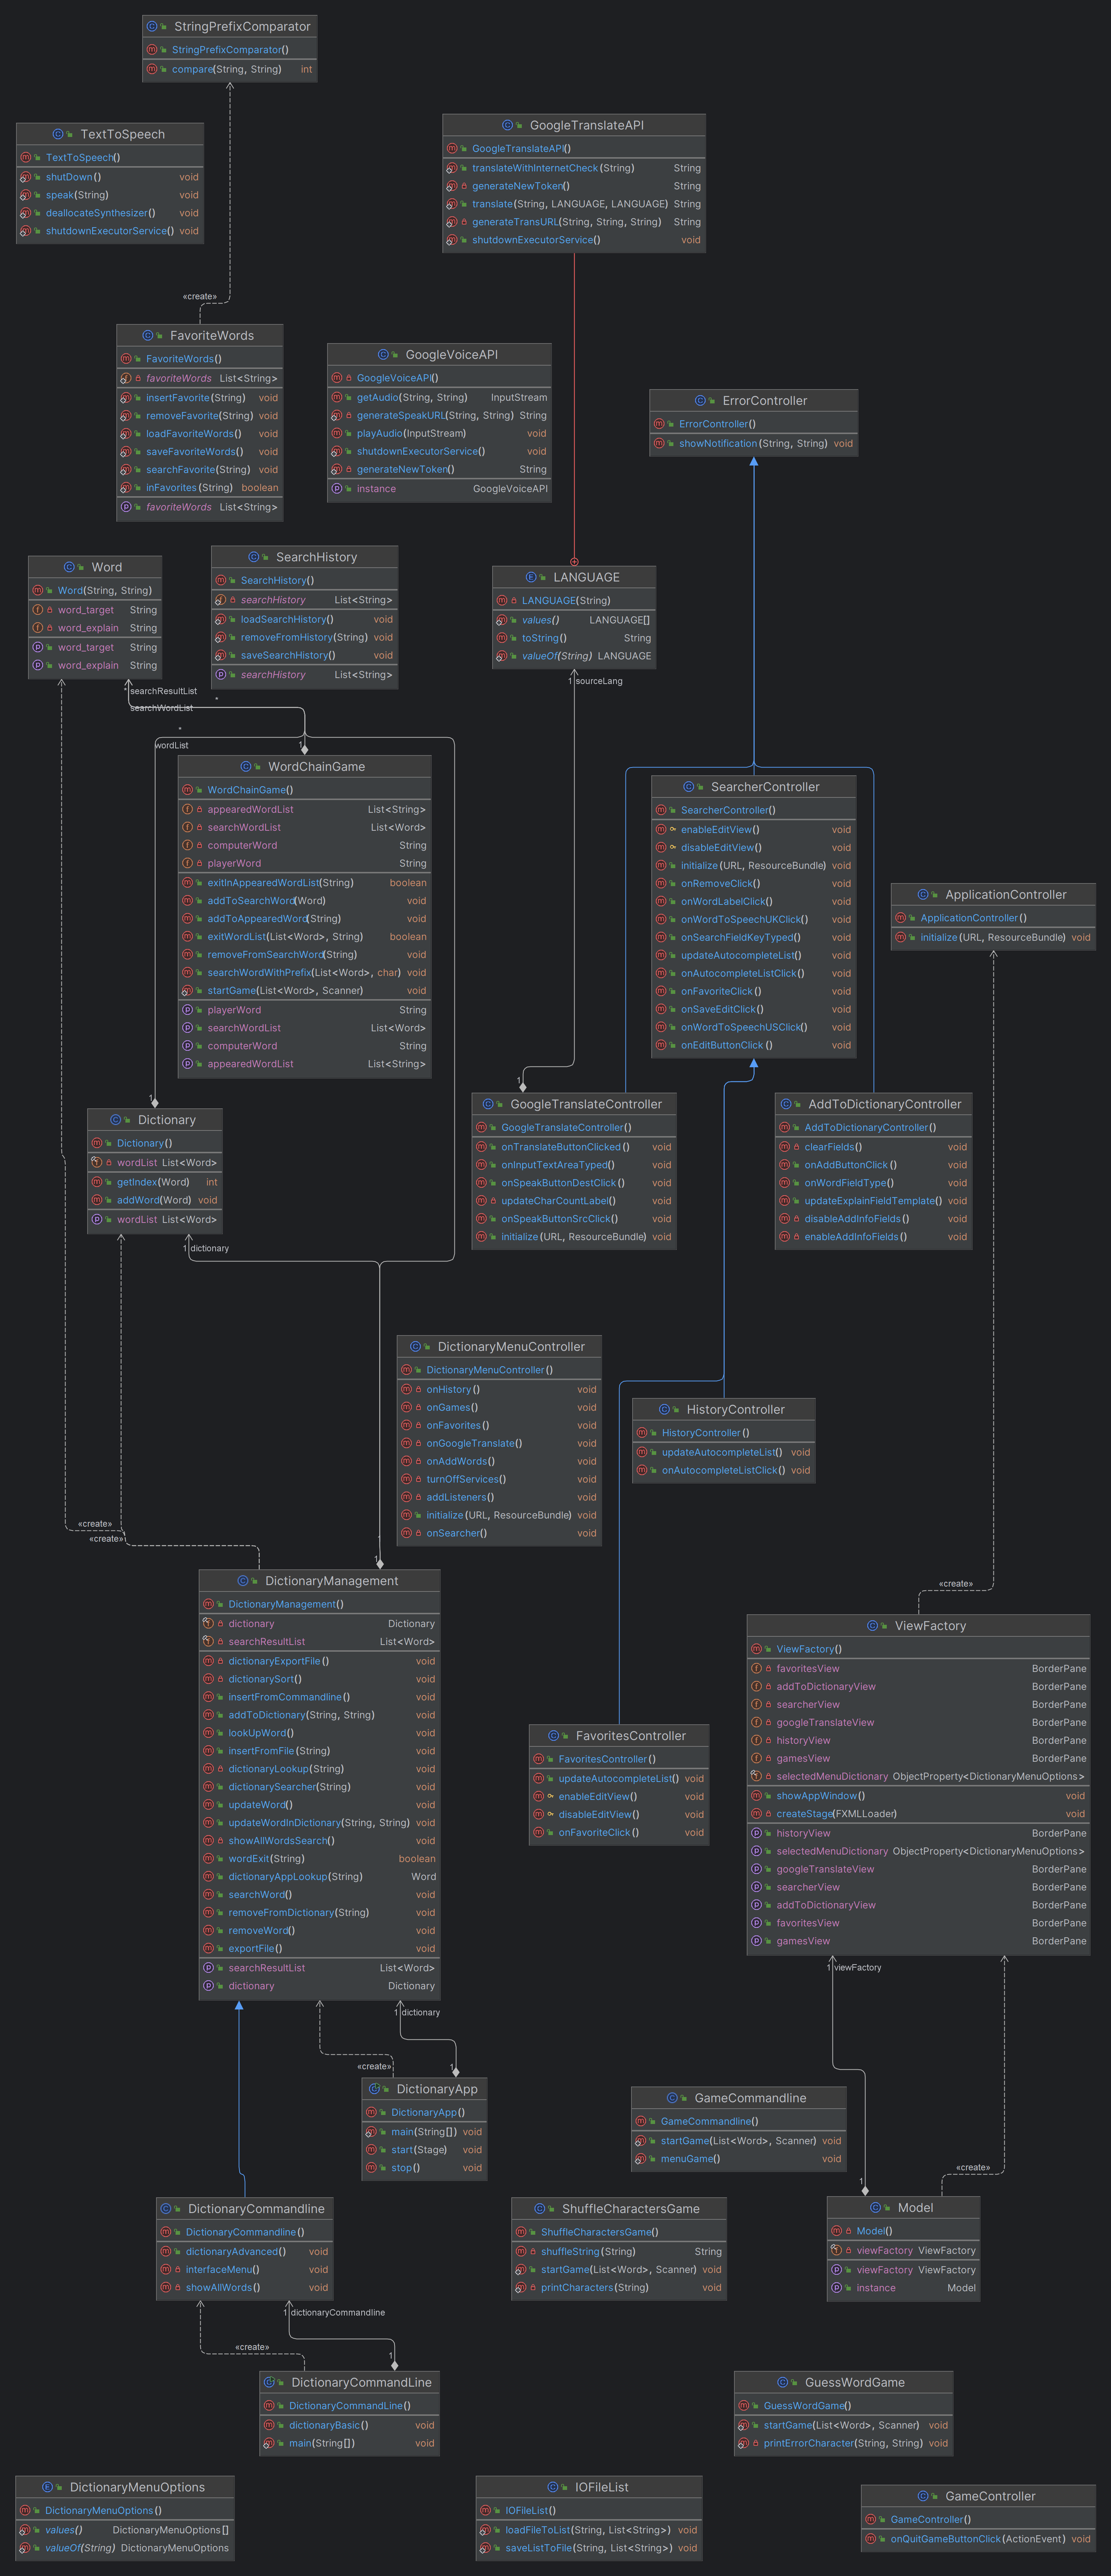 StringPrefixComparator
StringPrefixComparator()
compare(String, String) int
TextToSpeech
TextToSpeech()
shutDown() void
speak(String) void
deallocateSynthesizer() void
shutdownExecutorService() void
GoogleTranslateAPI
GoogleTranslateAPI()
translateWithInternetCheck(String) String
generateNewToken() String
translate(String, LANGUAGE, LANGUAGE) String
generateTransURL(String, String, String) String
shutdownExecutorService() void
«create»
FavoriteWords
FavoriteWords()
favoriteWords List<String>
insertFavorite(String) void
removeFavorite(String) void
loadFavoriteWords() void
saveFavoriteWords() void
searchFavorite(String) void
inFavorites(String) boolean
favoriteWords List<String>
GoogleVoiceAPI
GoogleVoiceAPI()
getAudio(String, String) InputStream
generateSpeakURL(String, String) String
playAudio(InputStream) void
shutdownExecutorService() void
generateNewToken() String
instance GoogleVoiceAPI
ErrorController
ErrorController()
showNotification(String, String) void
Word
Word(String, String)
word_target String
word_explain String
word_target String
word_explain String
SearchHistory
SearchHistory()
searchHistory List<String>
loadSearchHistory() void
removeFromHistory(String) void
saveSearchHistory() void
searchHistory List<String>
LANGUAGE
LANGUAGE(String)
values() LANGUAGE[]
toString() String
valueOf(String) LANGUAGE
1 sourceLang
* searchResultList
*
searchWordList
*
wordList
1
WordChainGame
WordChainGame()
appearedWordList List<String>
searchWordList List<Word>
computerWord String
playerWord String
exitInAppearedWordList(String) boolean
addToSearchWord(Word) void
addToAppearedWord(String) void
exitWordList(List<Word>, String) boolean
removeFromSearchWord(String) void
searchWordWithPrefix(List<Word>, char) void
startGame(List<Word>, Scanner) void
playerWord String
searchWordList List<Word>
computerWord String
appearedWordList List<String>
SearcherController
SearcherController()
enableEditView() void
disableEditView() void
initialize(URL, ResourceBundle) void
onRemoveClick() void
onWordLabelClick() void
onWordToSpeechUKClick() void
onSearchFieldKeyTyped() void
updateAutocompleteList() void
onAutocompleteListClick() void
onFavoriteClick() void
onSaveEditClick() void
onWordToSpeechUSClick() void
onEditButtonClick() void
ApplicationController
ApplicationController()
initialize(URL, ResourceBundle) void
1
Dictionary
Dictionary()
wordList List<Word>
getIndex(Word) int
addWord(Word) void
wordList List<Word>
1 dictionary
1
GoogleTranslateController
GoogleTranslateController()
onTranslateButtonClicked() void
onInputTextAreaTyped() void
onSpeakButtonDestClick() void
updateCharCountLabel() void
onSpeakButtonSrcClick() void
initialize(URL, ResourceBundle) void
AddToDictionaryController
AddToDictionaryController()
clearFields() void
onAddButtonClick() void
onWordFieldType() void
updateExplainFieldTemplate() void
disableAddInfoFields() void
enableAddInfoFields() void
DictionaryMenuController
DictionaryMenuController()
onHistory() void
onGames() void
onFavorites() void
onGoogleTranslate() void
onAddWords() void
turnOffServices() void
addListeners() void
initialize(URL, ResourceBundle) void
onSearcher() void
HistoryController
HistoryController()
updateAutocompleteList() void
onAutocompleteListClick() void
«create»
«create»
1
DictionaryManagement
DictionaryManagement()
dictionary Dictionary
searchResultList List<Word>
dictionaryExportFile() void
dictionarySort() void
insertFromCommandline() void
addToDictionary(String, String) void
lookUpWord() void
insertFromFile(String) void
dictionaryLookup(String) void
dictionarySearcher(String) void
updateWord() void
updateWordInDictionary(String, String) void
showAllWordsSearch() void
wordExit(String) boolean
dictionaryAppLookup(String) Word
searchWord() void
removeFromDictionary(String) void
removeWord() void
exportFile() void
searchResultList List<Word>
dictionary Dictionary
«create»
ViewFactory
ViewFactory()
favoritesView BorderPane
addToDictionaryView BorderPane
searcherView BorderPane
googleTranslateView BorderPane
historyView BorderPane
gamesView BorderPane
selectedMenuDictionary ObjectProperty<DictionaryMenuOptions>
showAppWindow() void
createStage(FXMLLoader) void
historyView BorderPane
selectedMenuDictionary ObjectProperty<DictionaryMenuOptions>
googleTranslateView BorderPane
searcherView BorderPane
addToDictionaryView BorderPane
favoritesView BorderPane
gamesView BorderPane
FavoritesController
FavoritesController()
updateAutocompleteList() void
enableEditView() void
disableEditView() void
onFavoriteClick() void
1 viewFactory
1 dictionary
«create»
1
DictionaryApp
DictionaryApp()
main(String[]) void
start(Stage) void
stop() void
GameCommandline
GameCommandline()
startGame(List<Word>, Scanner) void
menuGame() void
«create»
1
Model
Model()
viewFactory ViewFactory
viewFactory ViewFactory
instance Model
DictionaryCommandline
DictionaryCommandline()
dictionaryAdvanced() void
interfaceMenu() void
showAllWords() void
ShuffleCharactersGame
ShuffleCharactersGame()
shuffleString(String) String
startGame(List<Word>, Scanner) void
printCharacters(String) void
1 dictionaryCommandline
«create»
1
DictionaryCommandLine
DictionaryCommandLine()
dictionaryBasic() void
main(String[]) void
GuessWordGame
GuessWordGame()
startGame(List<Word>, Scanner) void
printErrorCharacter(String, String) void
DictionaryMenuOptions
DictionaryMenuOptions()
values() DictionaryMenuOptions[]
valueOf(String) DictionaryMenuOptions
IOFileList
IOFileList()
loadFileToList(String, List<String>) void
saveListToFile(String, List<String>) void
GameController
GameController()
onQuitGameButtonClick(ActionEvent) void